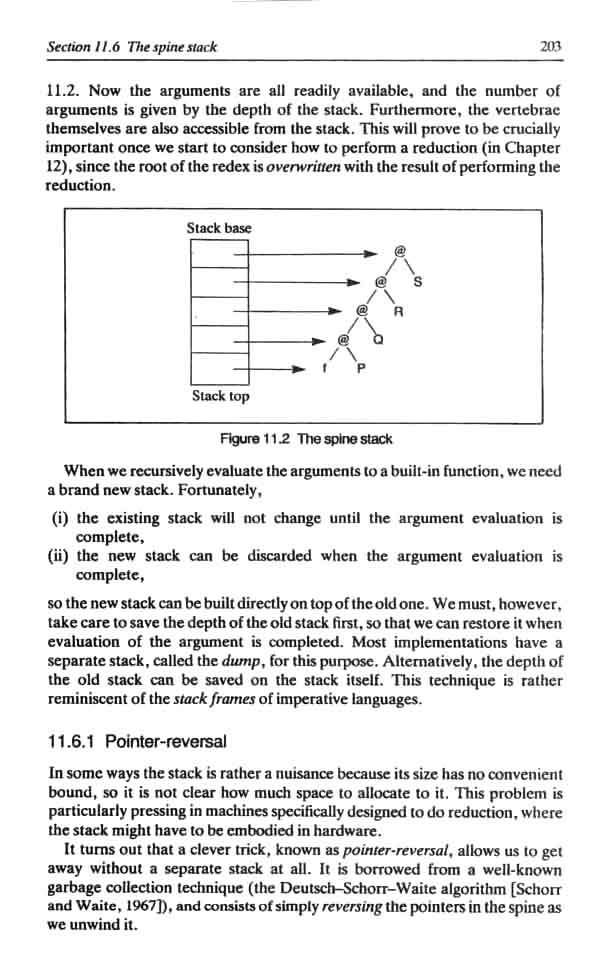 Section 11.6 The spine stack 203
11.2. Now the arguments are all readily available, and the number of
arguments is given by the depth of the stack. Furthermore, the vertebrae
themselves are also accessible from the stack. This will prove to be crucially
important once we start to consider how to perform a reduction (in Chapter
12), since the root of the redex is overwritten with the result of performing the
reduction.
Stack base
@
@ S
@ R
@ Q
f P
Stack top
Figure 11.2 The spine stack
When we recursively evaluate the arguments to a built-in function, we need
a brand new stack. Fortunately,
(i) the existing stack will not change until the argument evaluation is
complete,
(ii) the new stack can be discarded when the argument evaluation is
complete,
so the new stack can be built directly on top of the old one. We must, however,
take care to save the depth of the old stack first, so that we can restore it when
evaluation of the argument is completed. Most implementations have a
separate stack, called the dump, for this purpose. Alternatively, the depth of
the old stack can be saved on the stack itself. This technique is rather
reminiscent of the stack frames of imperative languages.
11.6.1 Pointer-reversal
In some ways the stack is rather a nuisance because its size has no convenient
bound, so it is not clear how much space to allocate to it. This problem is
particularly pressing in machines specifically designed to do reduction, where
the stack might have to be embodied in hardware.
It turns out that a clever trick, known as pointer-reversal, allows us to get
away without a separate stack at all. It is borrowed from a well-known
garbage collection technique (the Deutsch–Schorr–Waite algorithm [Schorr
and Waite, 1967]), and consists of simply reversing the pointers in the spine as
we unwind it.